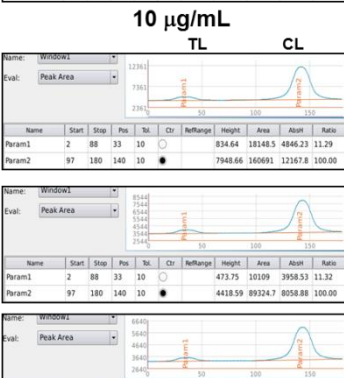 10 μg/mL
TL CL
Name: Window1
Eval: Peak Area
12361
7361
2361
Param1
Param2
0 50 100 150
Name Start Stop Pos Tol. Ctr RefRange Height Area AbsH Ratio
Param1 2 88 33 10 834.64 18148.5 4846.23 11.29
Param2 97 180 140 10 7948.66 160691 12167.8 100.00
Name: Window1
Eval: Peak Area
8544
7544
6544
5544
4544
3544
2544
Param1
Param2
0 50 100 150
Name Start Stop Pos Tol. Ctr RefRange Height Area AbsH Ratio
Param1 2 88 33 10 473.75 10109 3958.53 11.32
Param2 97 180 140 10 4418.59 89324.7 8058.88 100.00
Name: Window1
Eval: Peak Area
6640
5640
4640
3640
2640
Param1
Param2
50 100 150